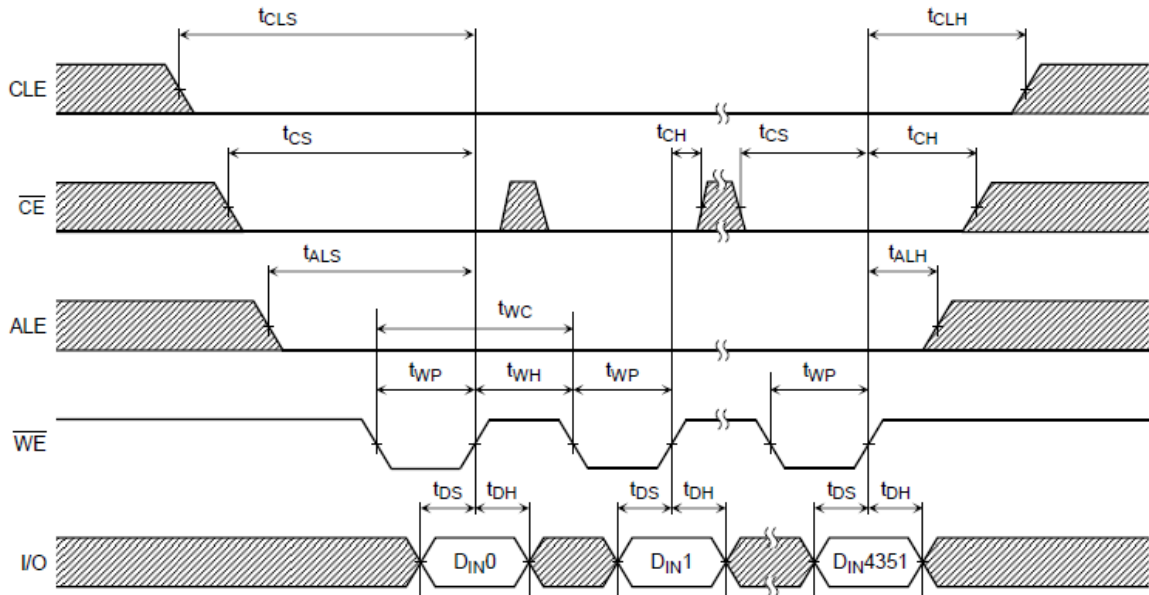 tCLS tCLH
CLE
tCS tCH tCS tCH
CE
tALS tALH
ALE
tWC
tWP tWH tWP tWP
WE
tDS tDH tDS tDH tDS tDH
I/O DIN0 DIN1 DIN4351